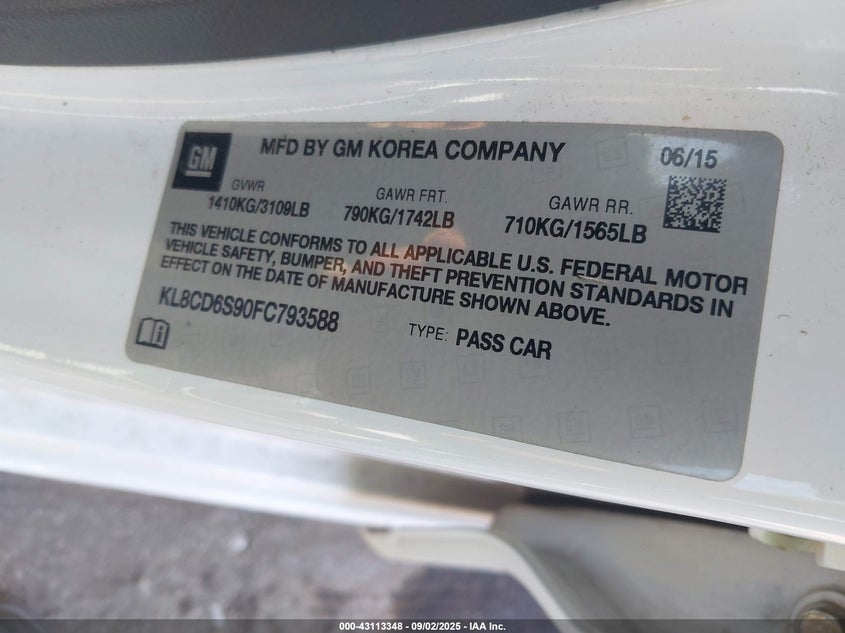 GM
MFD BY GM KOREA COMPANY
06/15
GVWR
1410KG/3109LB
GAWR FRT.
790KG/1742LB
GAWR RR.
710KG/1565LB
THIS VEHICLE CONFORMS TO ALL APPLICABLE U.S. FEDERAL MOTOR
VEHICLE SAFETY, BUMPER, AND THEFT PREVENTION STANDARDS IN
EFFECT ON THE DATE OF MANUFACTURE SHOWN ABOVE.
KL8CD6S90FC793588
TYPE: PASS CAR
000-43113348 - 09/02/2025 - IAA Inc.